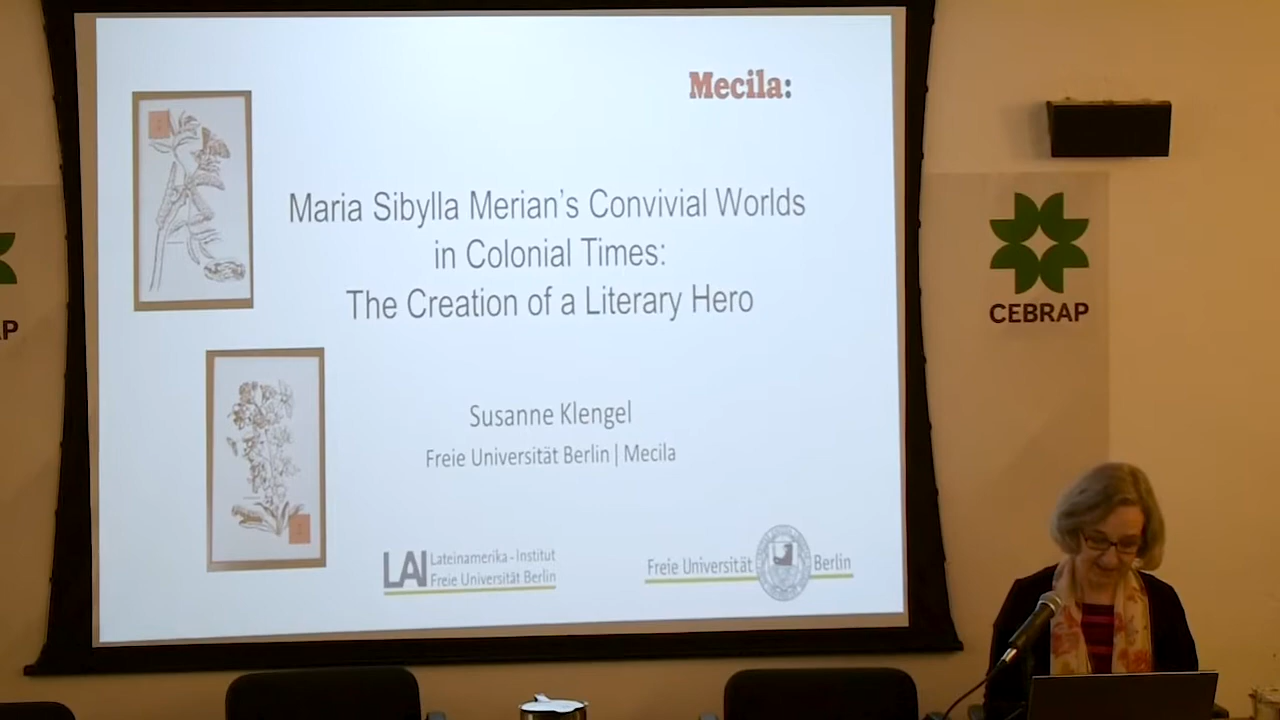 Mecila:
Maria Sibylla Merian's Convivial Worlds
in Colonial Times:
The Creation of a Literary Hero
Susanne Klengel
Freie Universität Berlin | Mecila
LAI Lateinamerika-Institut
Freie Universität Berlin
Freie Universität Berlin
CEBRAP
AP